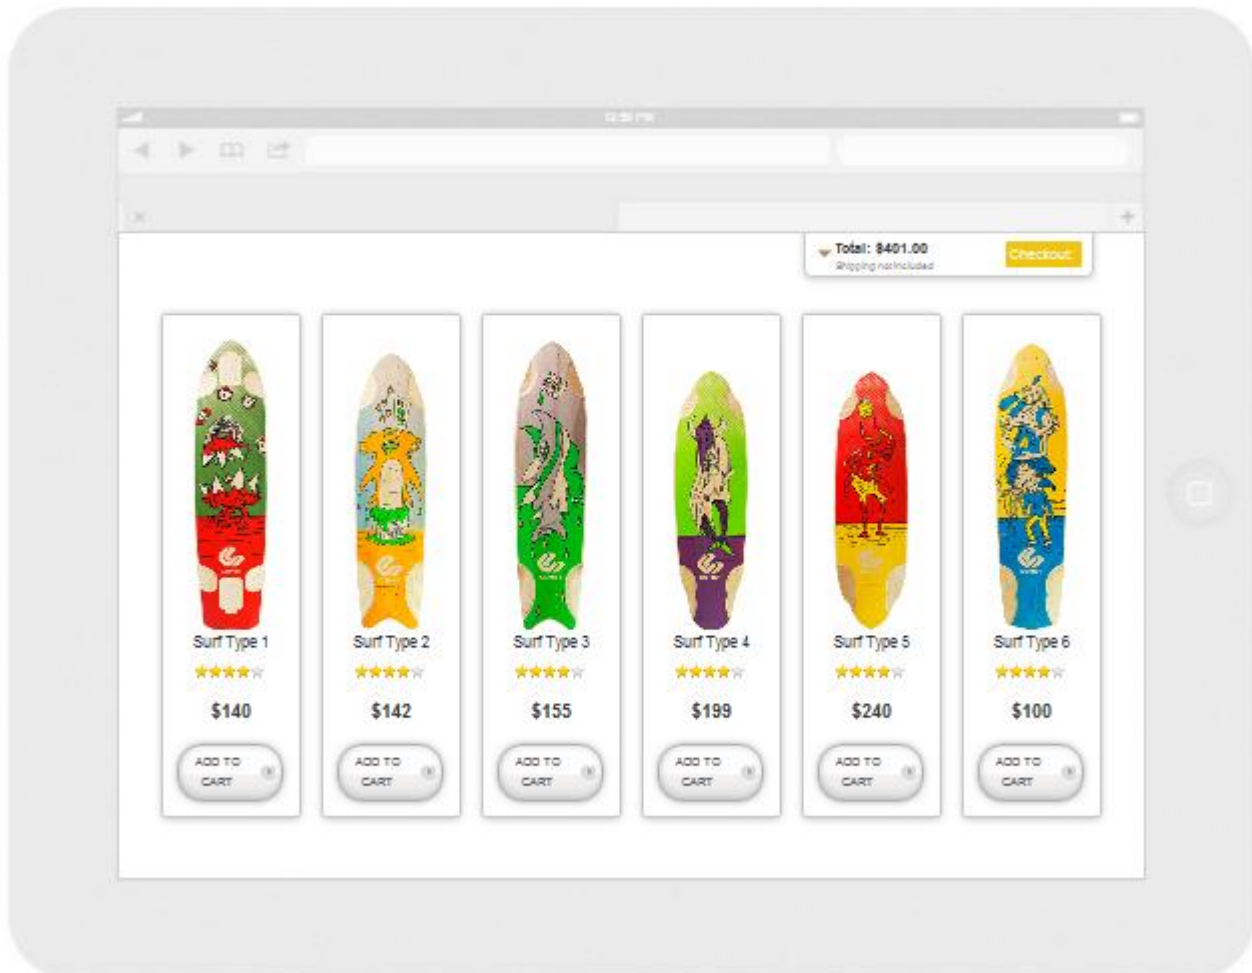 Total: $401.00
Checkout
Shipping not included
Surf Type 1
Surf Type 2
Surf Type 3
Surf Type 4
Surf Type 5
Surf Type 6
$140
$142
$155
$199
$240
$100
ADD TO
CART
ADD TO
CART
ADD TO
CART
ADD TO
CART
ADD TO
CART
ADD TO
CART